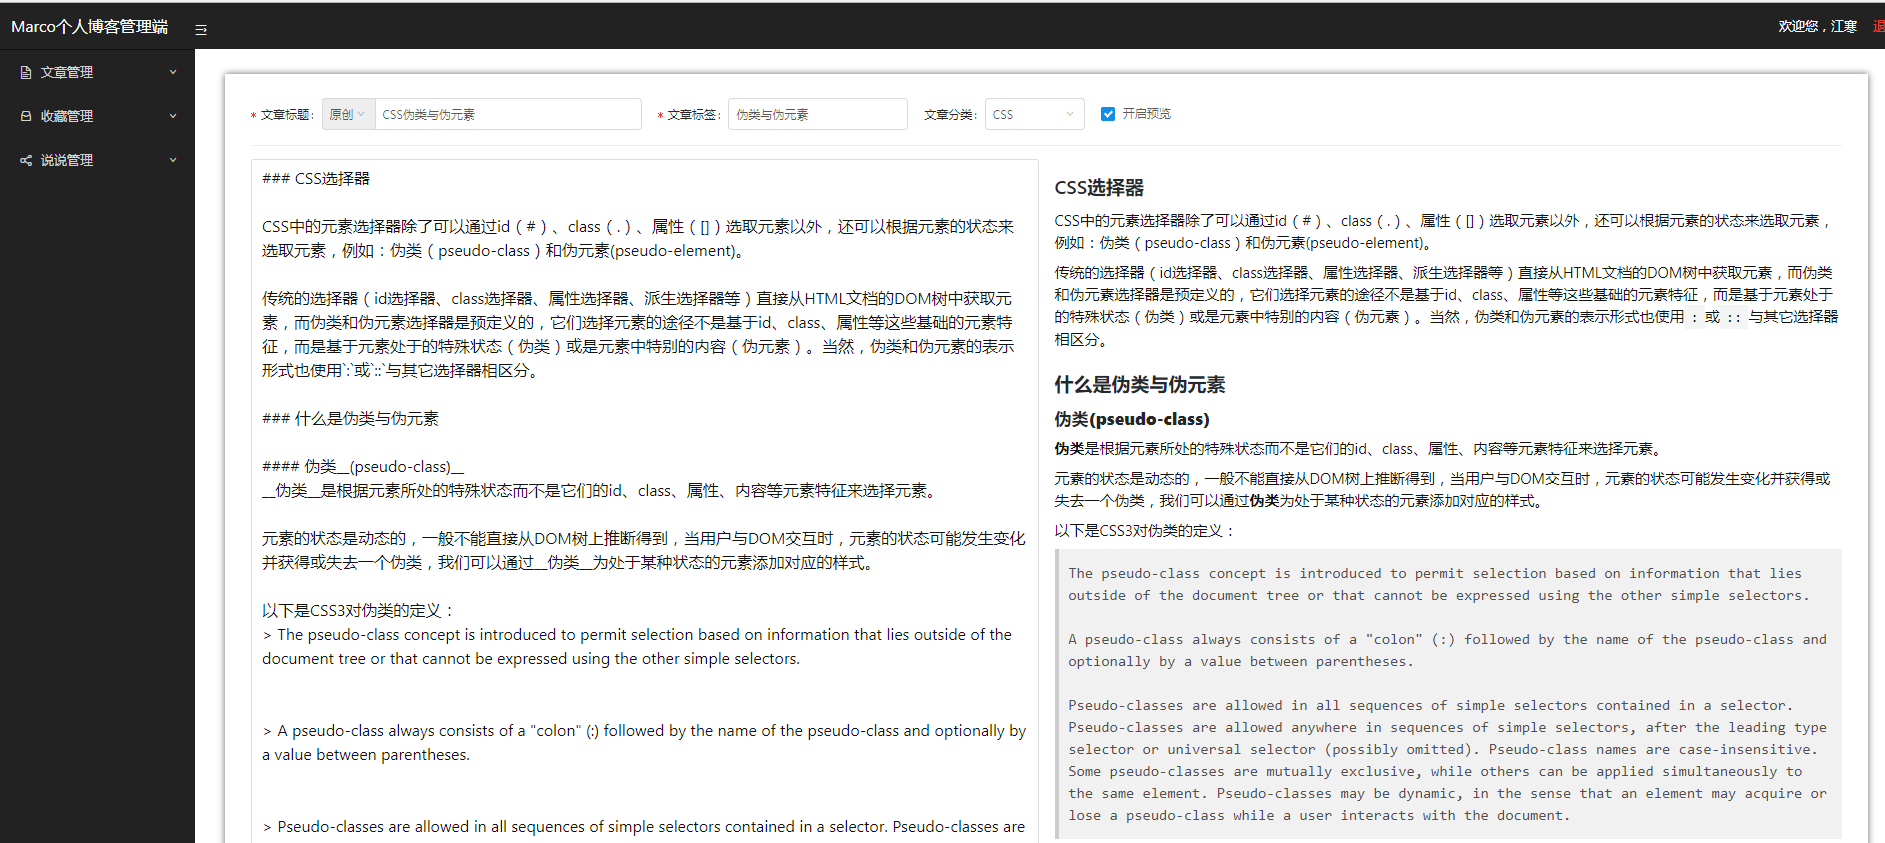 Marco个人博客管理端
欢迎您，江寒
文章管理
收藏管理
说说管理
* 文章标题： 原创 CSS伪类与伪元素 * 文章标签： 伪类与伪元素 文章分类： CSS 开启预览
### CSS选择器
CSS中的元素选择器除了可以通过id（#）、class（.）、属性（[]）选取元素以外，还可以根据元素的状态来
选取元素，例如：伪类（pseudo-class）和伪元素(pseudo-element)。
传统的选择器（id选择器、class选择器、属性选择器、派生选择器等）直接从HTML文档的DOM树中获取元
素，而伪类和伪元素选择器是预定义的，它们选择元素的途径不是基于id、class、属性等这些基础的元素特
征，而是基于元素处于的特殊状态（伪类）或是元素中特别的内容（伪元素）。当然，伪类和伪元素的表示
形式也使用`:`或`::`与其它选择器相区分。
### 什么是伪类与伪元素
#### 伪类__(pseudo-class)__
__伪类__是根据元素所处的特殊状态而不是它们的id、class、属性、内容等元素特征来选择元素。
元素的状态是动态的，一般不能直接从DOM树上推断得到，当用户与DOM交互时，元素的状态可能发生变化
并获得或失去一个伪类，我们可以通过__伪类__为处于某种状态的元素添加对应的样式。
以下是CSS3对伪类的定义：
> The pseudo-class concept is introduced to permit selection based on information that lies outside of the
document tree or that cannot be expressed using the other simple selectors.
> A pseudo-class always consists of a "colon" (:) followed by the name of the pseudo-class and optionally by
a value between parentheses.
> Pseudo-classes are allowed in all sequences of simple selectors contained in a selector. Pseudo-classes are
CSS选择器
CSS中的元素选择器除了可以通过id（#）、class（.）、属性（[]）选取元素以外，还可以根据元素的状态来选取元素，
例如：伪类（pseudo-class）和伪元素(pseudo-element)。
传统的选择器（id选择器、class选择器、属性选择器、派生选择器等）直接从HTML文档的DOM树中获取元素，而伪类
和伪元素选择器是预定义的，它们选择元素的途径不是基于id、class、属性等这些基础的元素特征，而是基于元素处于
的特殊状态（伪类）或是元素中特别的内容（伪元素）。当然，伪类和伪元素的表示形式也使用 : 或 :: 与其它选择器
相区分。
什么是伪类与伪元素
伪类(pseudo-class)
伪类是根据元素所处的特殊状态而不是它们的id、class、属性、内容等元素特征来选择元素。
元素的状态是动态的，一般不能直接从DOM树上推断得到，当用户与DOM交互时，元素的状态可能发生变化并获得或
失去一个伪类，我们可以通过伪类为处于某种状态的元素添加对应的样式。
以下是CSS3对伪类的定义：
The pseudo-class concept is introduced to permit selection based on information that lies
outside of the document tree or that cannot be expressed using the other simple selectors.
A pseudo-class always consists of a "colon" (:) followed by the name of the pseudo-class and
optionally by a value between parentheses.
Pseudo-classes are allowed in all sequences of simple selectors contained in a selector.
Pseudo-classes are allowed anywhere in sequences of simple selectors, after the leading type
selector or universal selector (possibly omitted). Pseudo-class names are case-insensitive.
Some pseudo-classes are mutually exclusive, while others can be applied simultaneously to
the same element. Pseudo-classes may be dynamic, in the sense that an element may acquire or
lose a pseudo-class while a user interacts with the document.